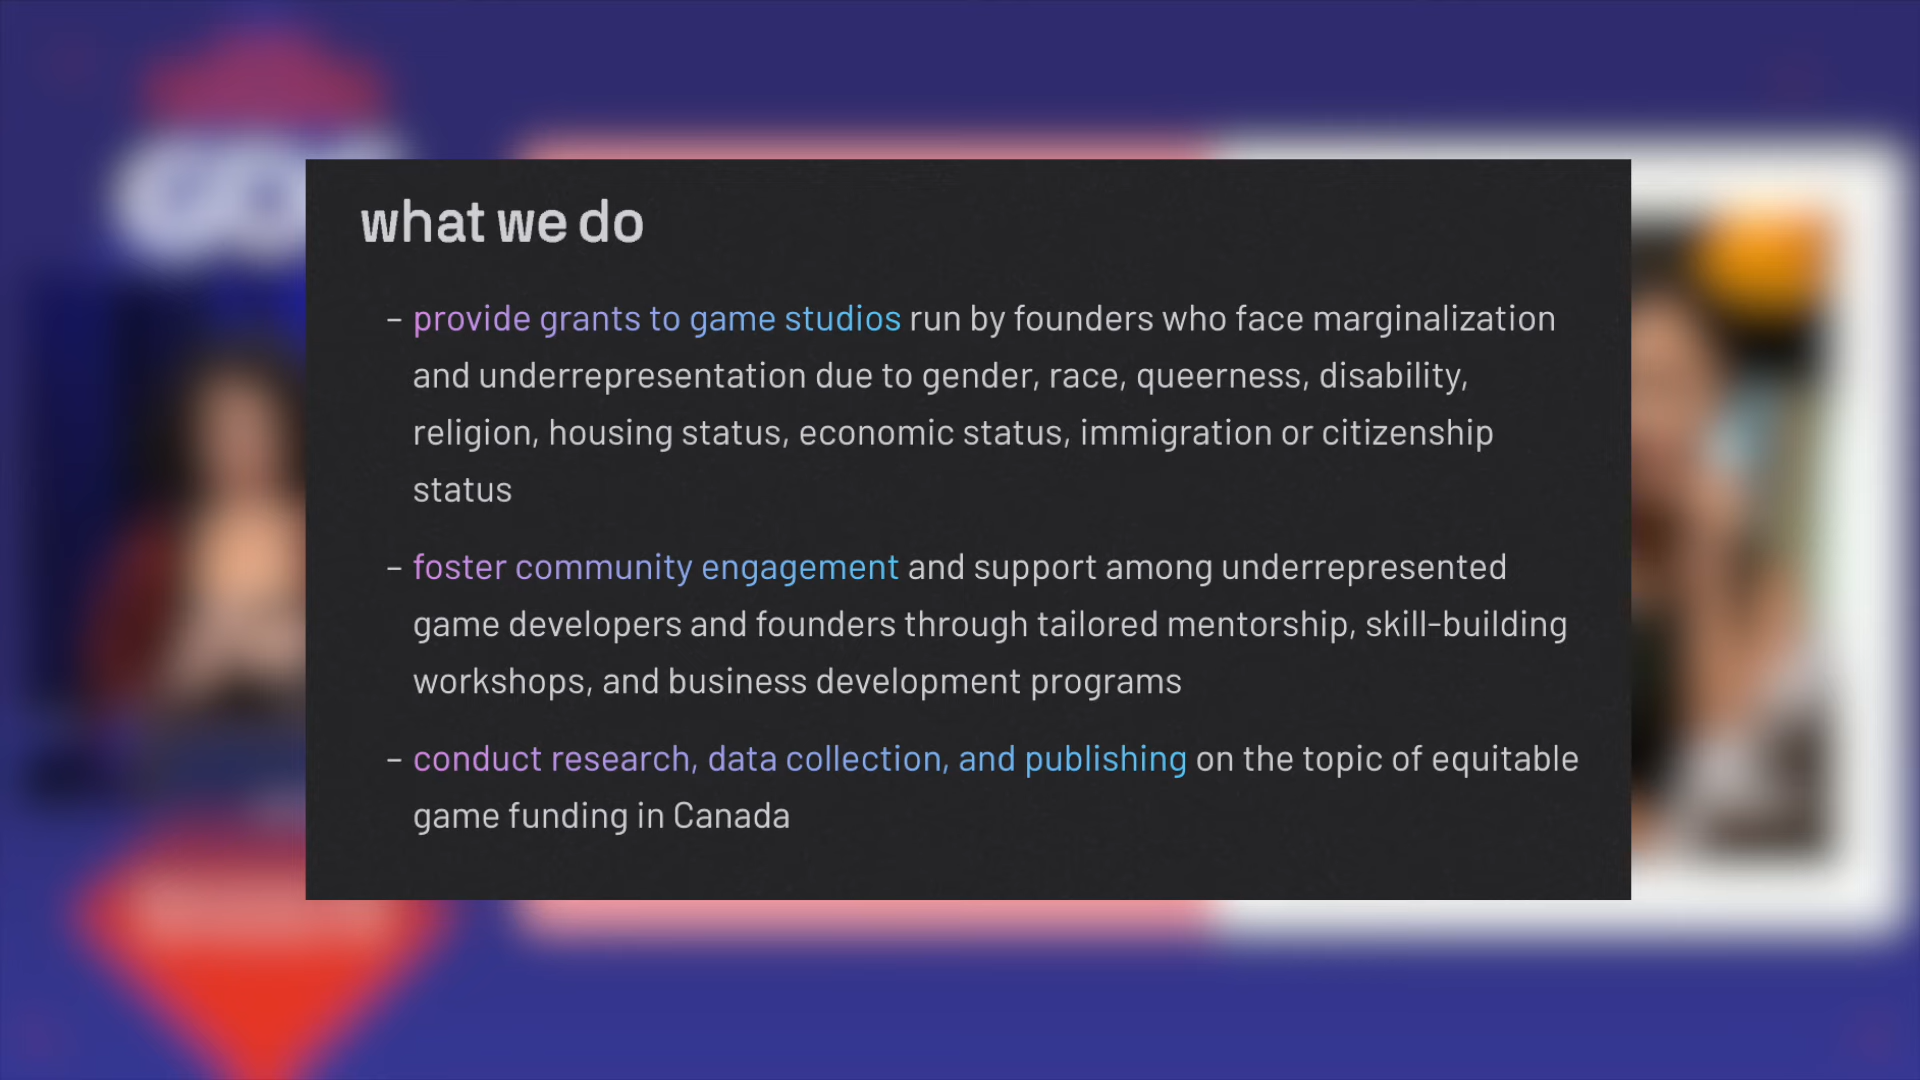 what we do
– provide grants to game studios run by founders who face marginalization
and underrepresentation due to gender, race, queerness, disability,
religion, housing status, economic status, immigration or citizenship
status
– foster community engagement and support among underrepresented
game developers and founders through tailored mentorship, skill-building
workshops, and business development programs
– conduct research, data collection, and publishing on the topic of equitable
game funding in Canada